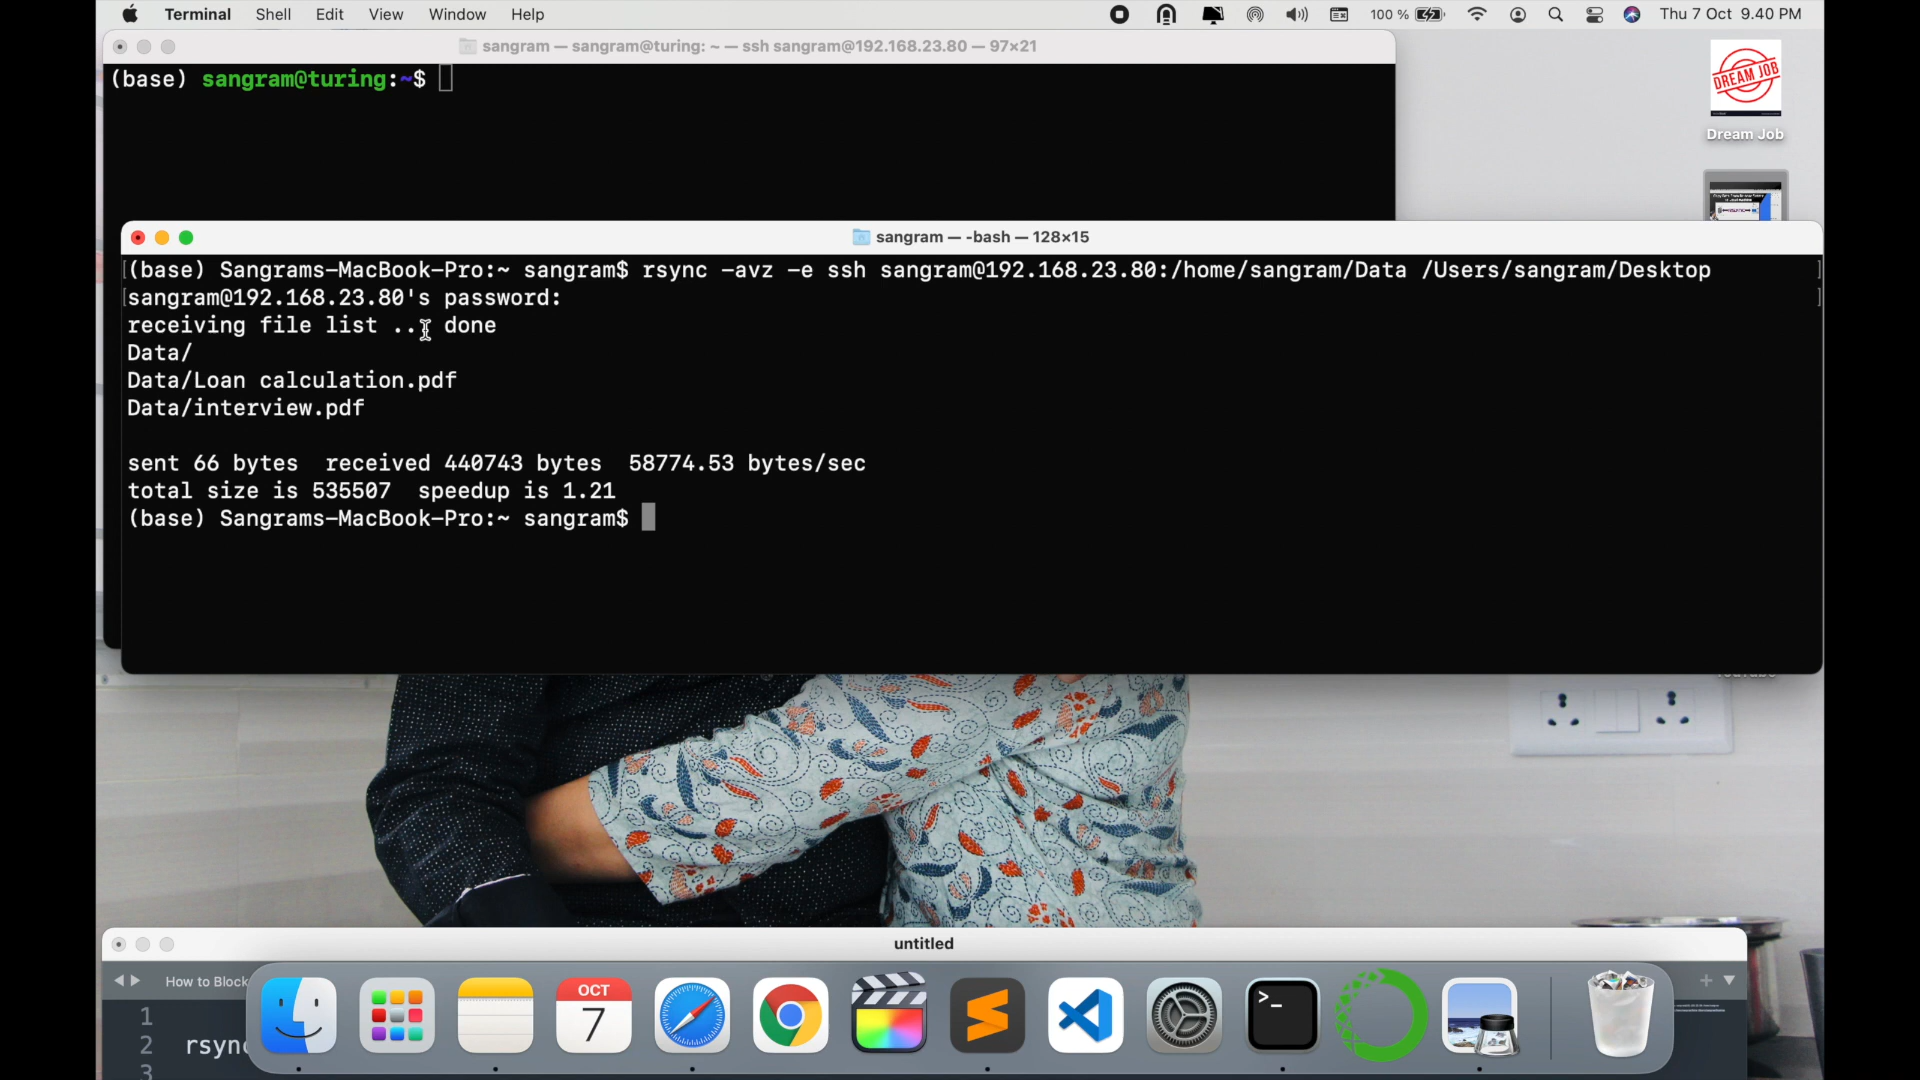 Terminal Shell Edit View Window Help 100 % Thu 7 Oct 9.40 PM
sangram — sangram@turing: ~ — ssh sangram@192.168.23.80 — 97×21
(base) sangram@turing:~$
DREAM JOB
Dream Job
sangram — -bash — 128×15
(base) Sangrams-MacBook-Pro:~ sangram$ rsync -avz -e ssh sangram@192.168.23.80:/home/sangram/Data /Users/sangram/Desktop
sangram@192.168.23.80's password:
receiving file list ... done
Data/
Data/Loan calculation.pdf
Data/interview.pdf
sent 66 bytes received 440743 bytes 58774.53 bytes/sec
total size is 535507 speedup is 1.21
(base) Sangrams-MacBook-Pro:~ sangram$
untitled
How to Block
1
2 rsync
3
OCT
7